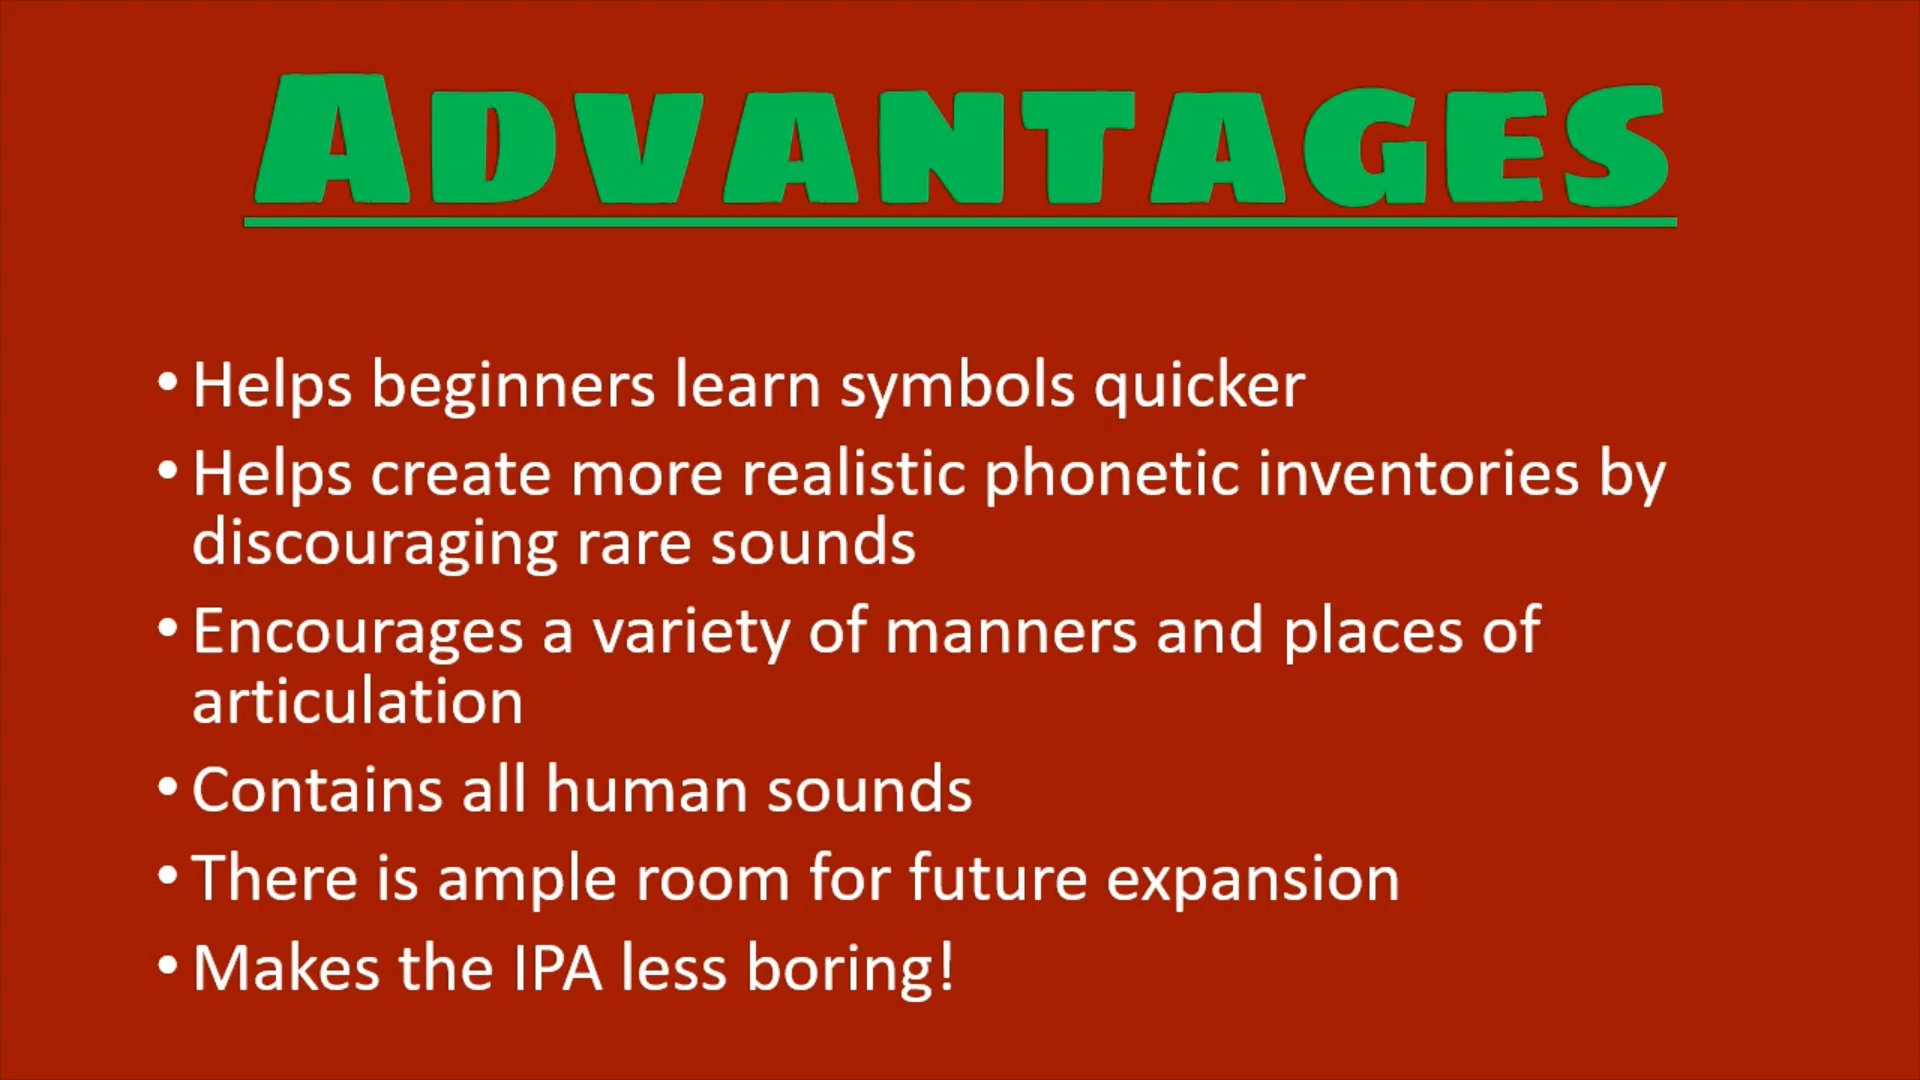 ADVANTAGES
• Helps beginners learn symbols quicker
• Helps create more realistic phonetic inventories by
discouraging rare sounds
• Encourages a variety of manners and places of
articulation
• Contains all human sounds
• There is ample room for future expansion
• Makes the IPA less boring!